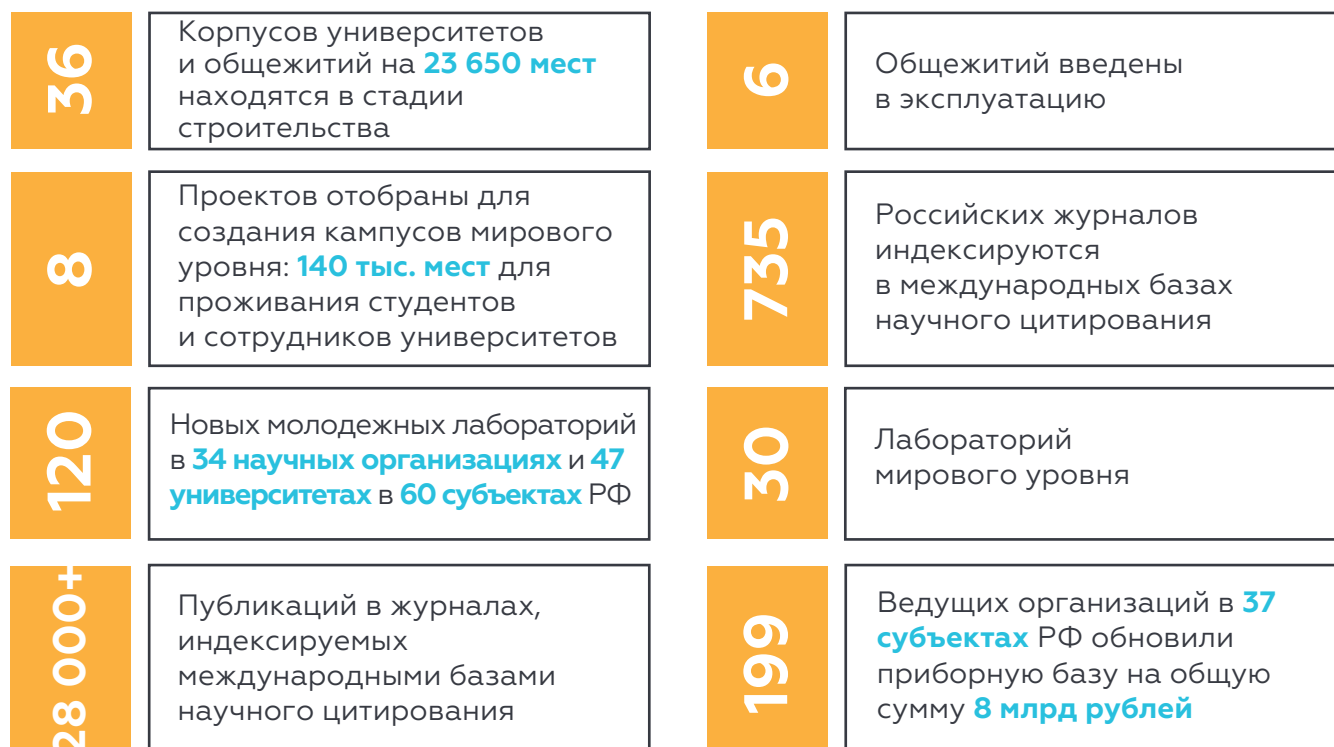 36
Корпусов университетов
и общежитий на 23 650 мест
находятся в стадии
строительства
6
Общежитий введены
в эксплуатацию
8
Проектов отобраны для
создания кампусов мирового
уровня: 140 тыс. мест для
проживания студентов
и сотрудников университетов
735
Российских журналов
индексируются
в международных базах
научного цитирования
120
Новых молодежных лабораторий
в 34 научных организациях и 47
университетах в 60 субъектах РФ
30
Лабораторий
мирового уровня
28 000+
Публикаций в журналах,
индексируемых
международными базами
научного цитирования
199
Ведущих организаций в 37
субъектах РФ обновили
приборную базу на общую
сумму 8 млрд рублей